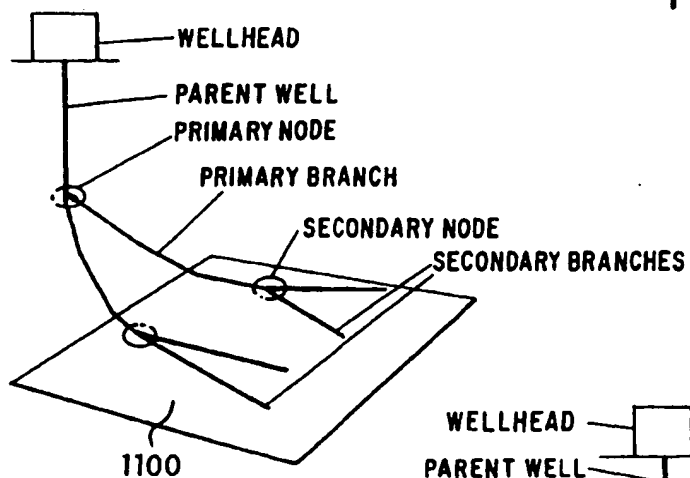 WELLHEAD
PARENT WELL
PRIMARY NODE
PRIMARY BRANCH
SECONDARY NODE
SECONDARY BRANCHES
1100
WELLHEAD
PARENT WELL